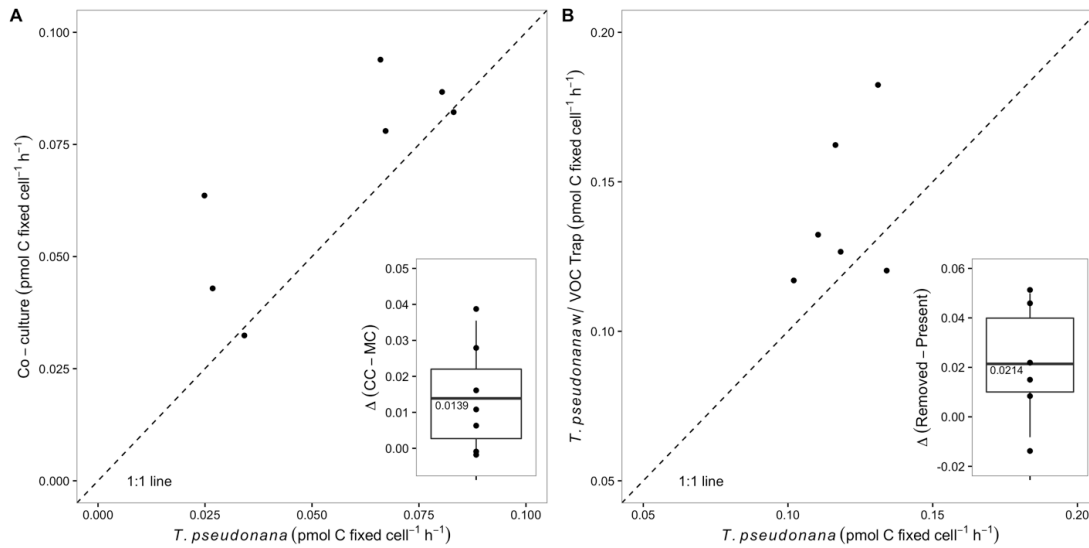 A
0.100
0.075
0.050
0.025
0.000
Co − culture (pmol C fixed cell⁻¹ h⁻¹)
0.000 0.025 0.050 0.075 0.100
T. pseudonana (pmol C fixed cell⁻¹ h⁻¹)
1:1 line
0.05
0.04
0.03
0.02
0.01
0.00
Δ (CC − MC)
0.0139
B
0.20
0.15
0.10
0.05
T. pseudonana w/ VOC Trap (pmol C fixed cell⁻¹ h⁻¹)
0.05 0.10 0.15 0.20
T. pseudonana (pmol C fixed cell⁻¹ h⁻¹)
1:1 line
0.06
0.04
0.02
0.00
-0.02
Δ (Removed − Present)
0.0214